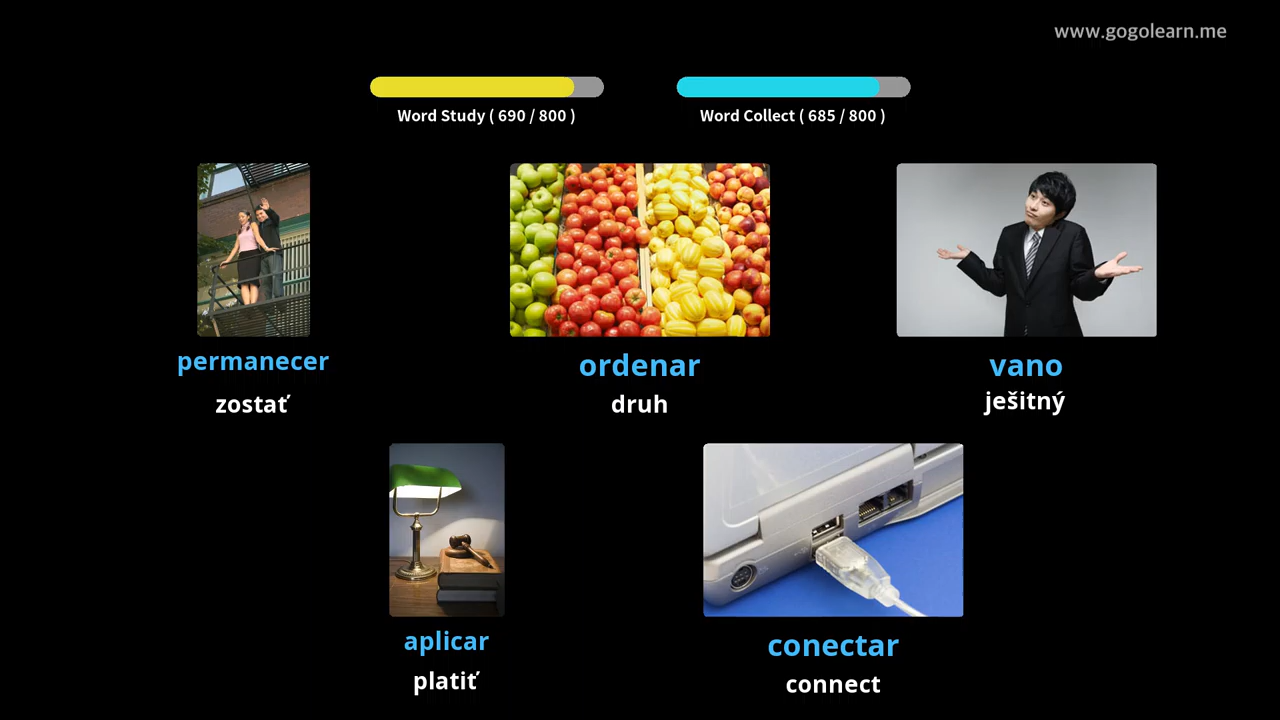 www.gogolearn.me
Word Study ( 690 / 800 )
Word Collect ( 685 / 800 )
permanecer
zostať
ordenar
druh
vano
ješitný
aplicar
platiť
conectar
connect